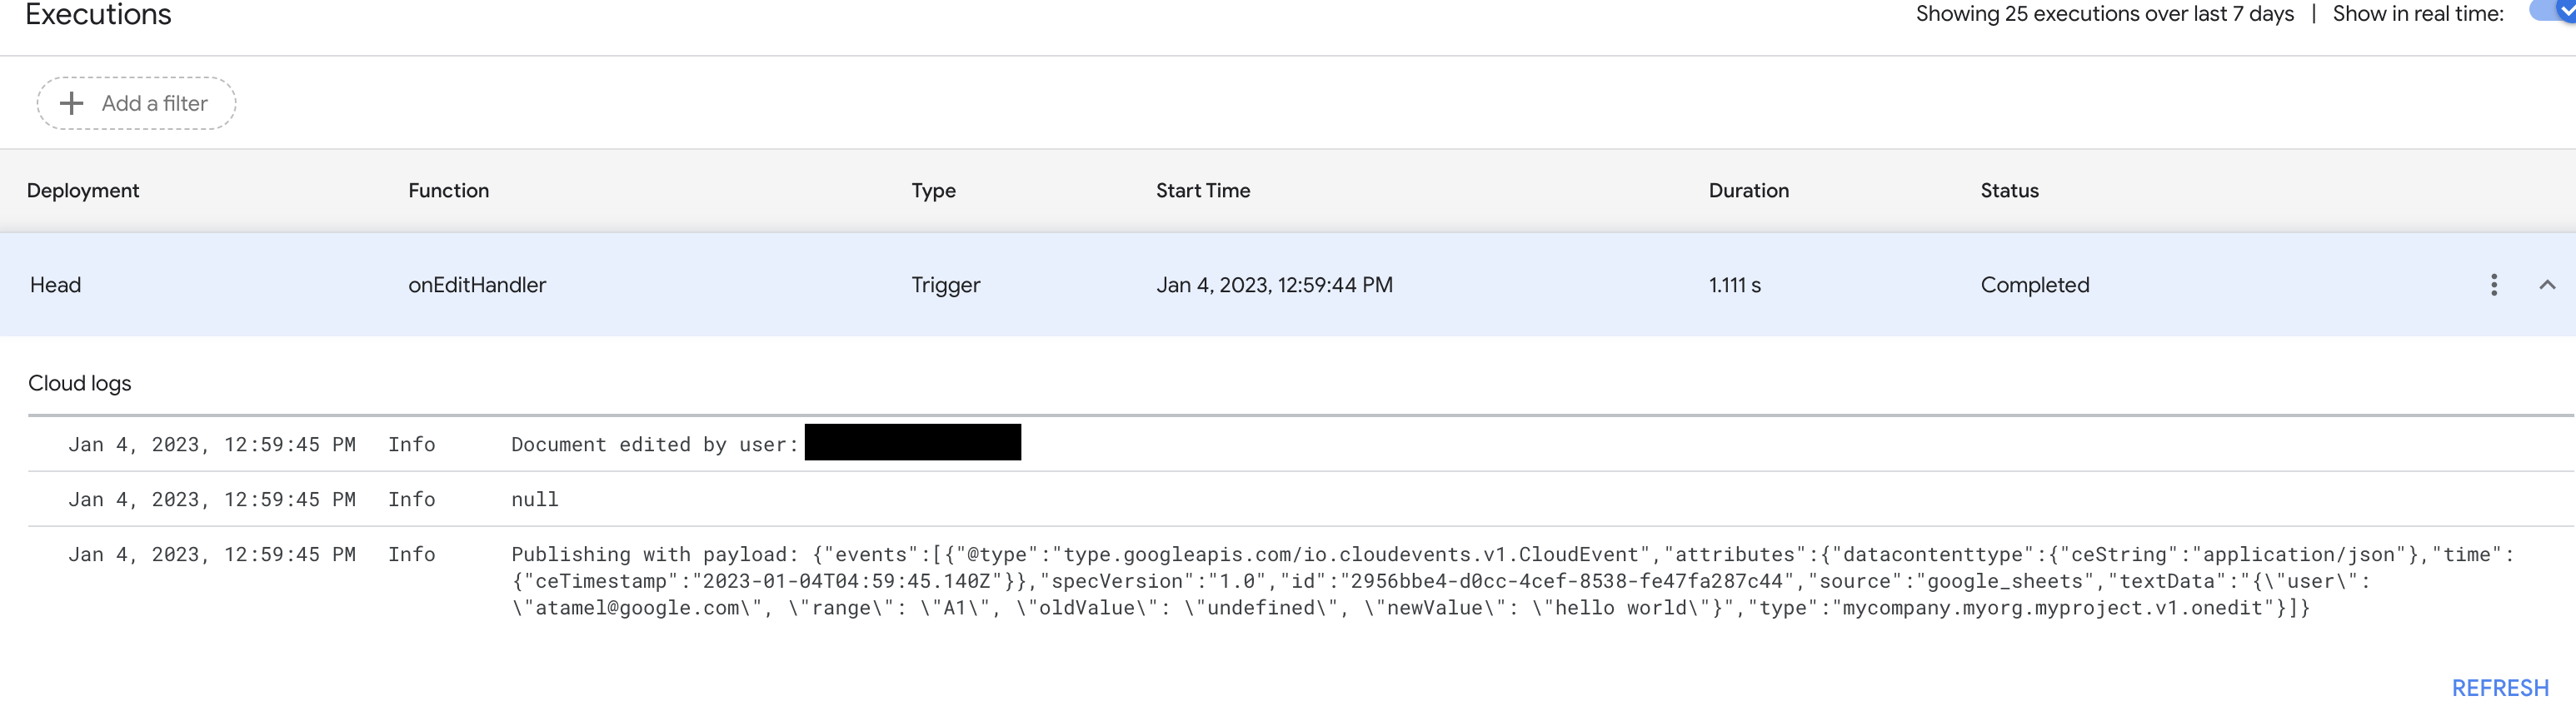 Executions
Showing 25 executions over last 7 days | Show in real time:
Add a filter
Deployment Function Type Start Time Duration Status
Head onEditHandler Trigger Jan 4, 2023, 12:59:44 PM 1.111 s Completed
Cloud logs
Jan 4, 2023, 12:59:45 PM Info Document edited by user:
Jan 4, 2023, 12:59:45 PM Info null
Jan 4, 2023, 12:59:45 PM Info Publishing with payload: {"events":[{"@type":"type.googleapis.com/io.cloudevents.v1.CloudEvent","attributes":{"datacontenttype":{"ceString":"application/json"},"time":
{"ceTimestamp":"2023-01-04T04:59:45.140Z"}},"specVersion":"1.0","id":"2956bbe4-d0cc-4cef-8538-fe47fa287c44","source":"google_sheets","textData":"{\"user\":
\"atamel@google.com\", \"range\": \"A1\", \"oldValue\": \"undefined\", \"newValue\": \"hello world\"}","type":"mycompany.myorg.myproject.v1.onedit"}]}
REFRESH